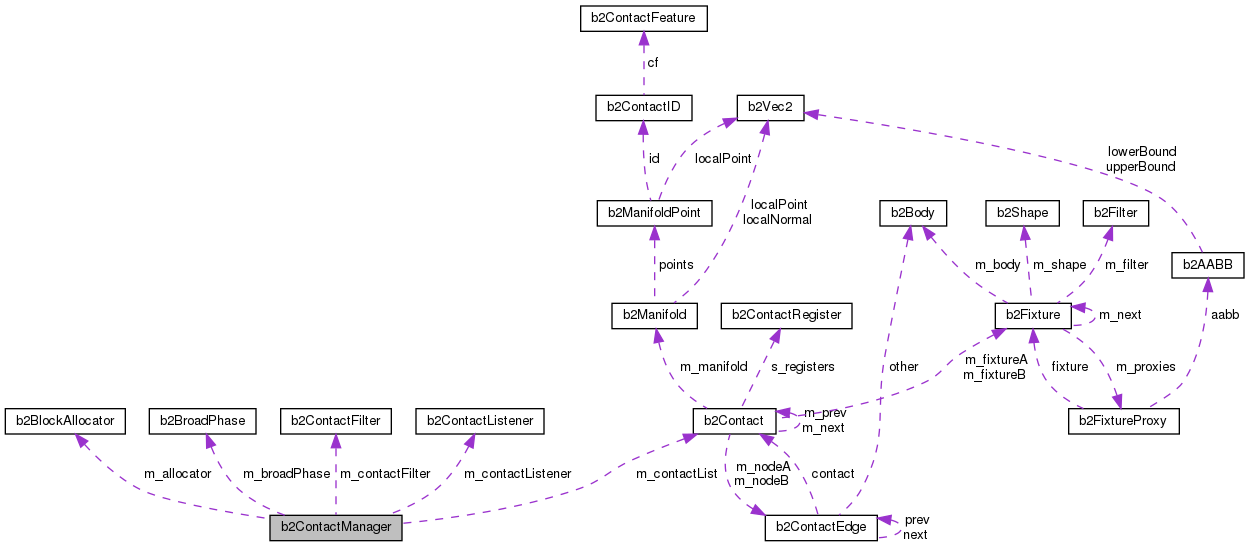 b2ContactFeature
cf
b2ContactID
b2Vec2
id
localPoint
lowerBound
upperBound
b2ManifoldPoint
localPoint
localNormal
b2Body
b2Shape
b2Filter
points
m_body
m_shape
m_filter
b2AABB
b2Manifold
b2ContactRegister
b2Fixture
m_next
aabb
m_manifold
s_registers
other
m_fixtureA
m_fixtureB
fixture
m_proxies
b2BlockAllocator
b2BroadPhase
b2ContactFilter
b2ContactListener
b2Contact
m_prev
m_next
b2FixtureProxy
m_allocator
m_broadPhase
m_contactFilter
m_contactListener
m_contactList
m_nodeA
m_nodeB
contact
b2ContactManager
b2ContactEdge
prev
next